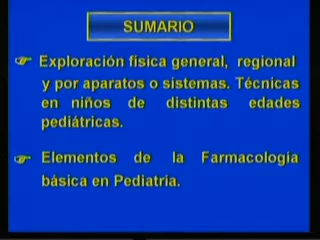 SUMARIO
Exploración física general, regional
y por aparatos o sistemas. Técnicas
en niños de distintas edades
pediátricas.
Elementos de la Farmacología
básica en Pediatría.